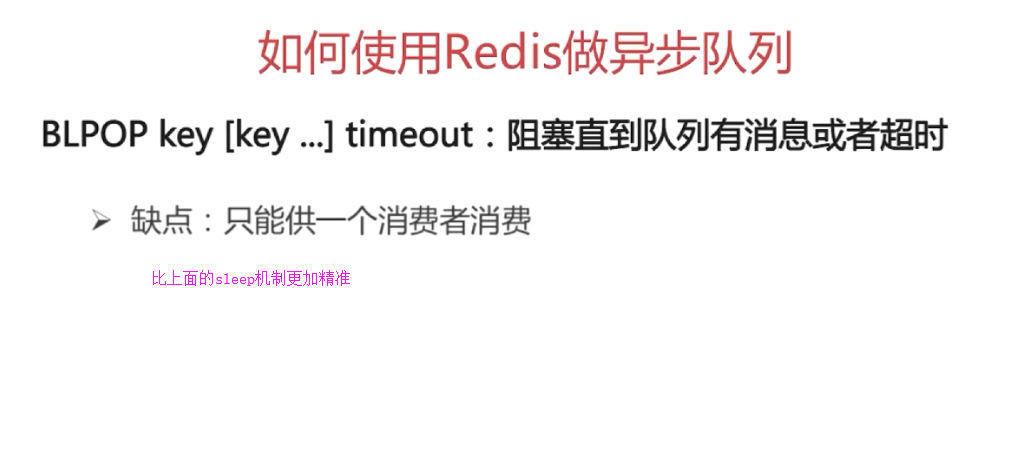 如何使用Redis做异步队列
BLPOP key [key ...] timeout：阻塞直到队列有消息或者超时
➢ 缺点：只能供一个消费者消费
比上面的sleep机制更加精准